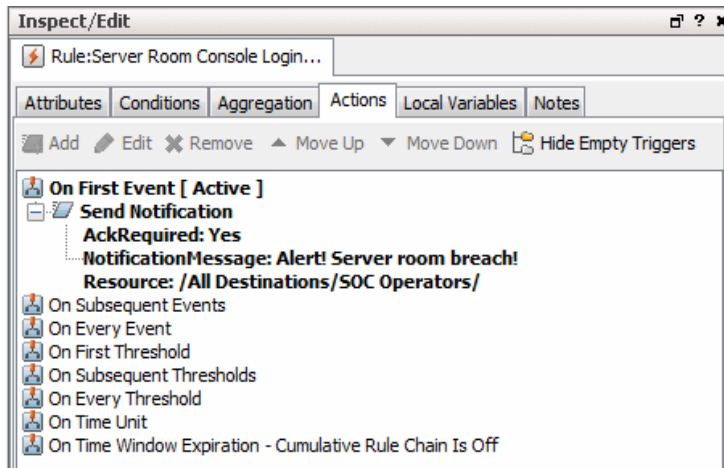 Inspect/Edit
Rule:Server Room Console Login...
Attributes Conditions Aggregation Actions Local Variables Notes
Add Edit Remove Move Up Move Down Hide Empty Triggers
On First Event [ Active ]
Send Notification
AckRequired: Yes
NotificationMessage: Alert! Server room breach!
Resource: /All Destinations/SOC Operators/
On Subsequent Events
On Every Event
On First Threshold
On Subsequent Thresholds
On Every Threshold
On Time Unit
On Time Window Expiration - Cumulative Rule Chain Is Off